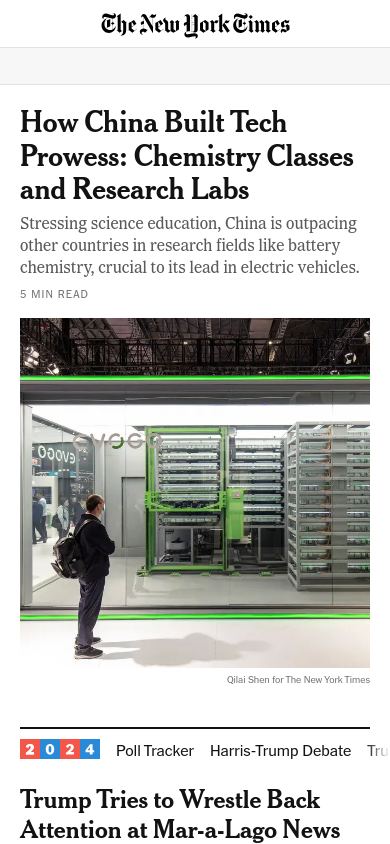 The New York Times
How China Built Tech
Prowess: Chemistry Classes
and Research Labs
Stressing science education, China is outpacing
other countries in research fields like battery
chemistry, crucial to its lead in electric vehicles.
5 MIN READ
EVOGO
EVOGO
Qilai Shen for The New York Times
2024 Poll Tracker Harris-Trump Debate Tru
Trump Tries to Wrestle Back
Attention at Mar-a-Lago News